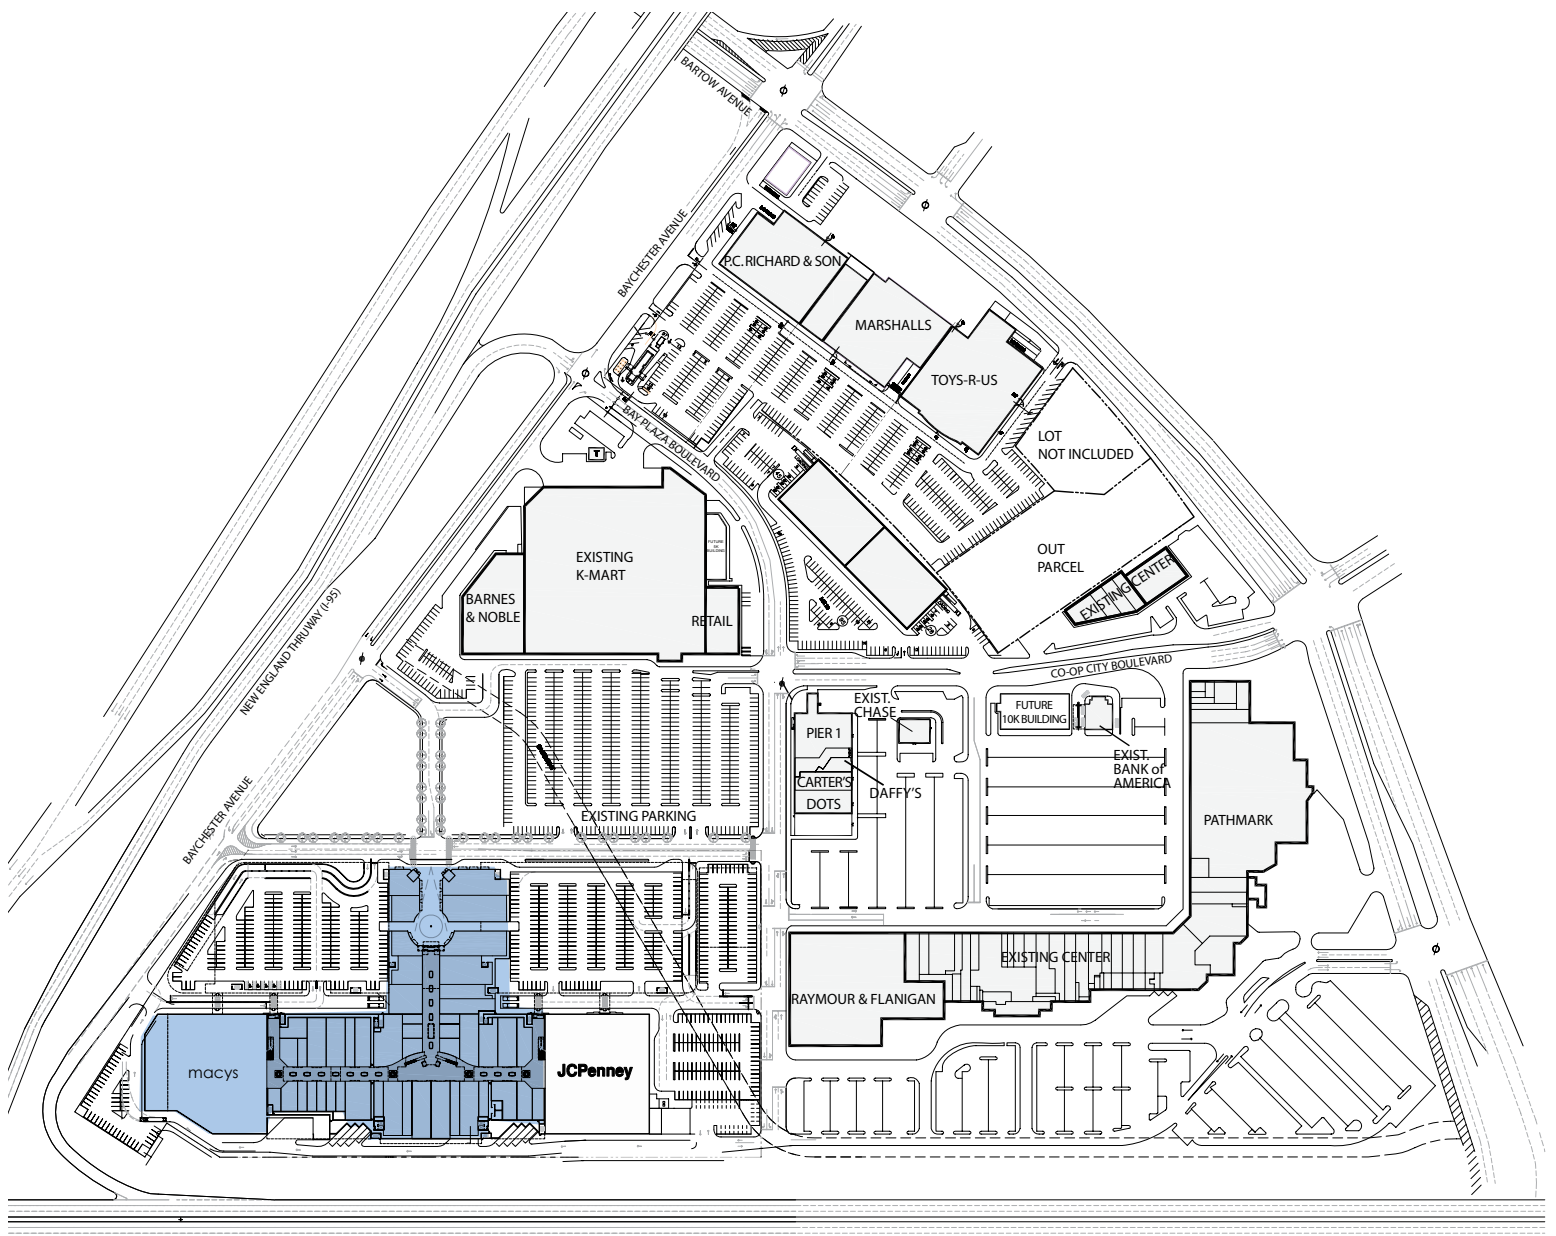 BARTOW AVENUE
BAYCHESTER AVENUE
P.C. RICHARD & SON
MARSHALLS
TOYS-R-US
BAY PLAZA BOULEVARD
LOT
NOT INCLUDED
OUT
PARCEL
EXISTING CENTER
EXISTING
K-MART
FUTURE
5K
BUILDING
BARNES
& NOBLE
RETAIL
NEW ENGLAND THRUWAY (I-95)
CO-OP CITY BOULEVARD
EXIST.
CHASE
PIER 1
FUTURE
10K BUILDING
EXIST.
BANK of
AMERICA
CARTER'S
DAFFY'S
DOTS
EXISTING PARKING
PATHMARK
BAYCHESTER AVENUE
EXISTING CENTER
RAYMOUR & FLANIGAN
macys
JCPenney